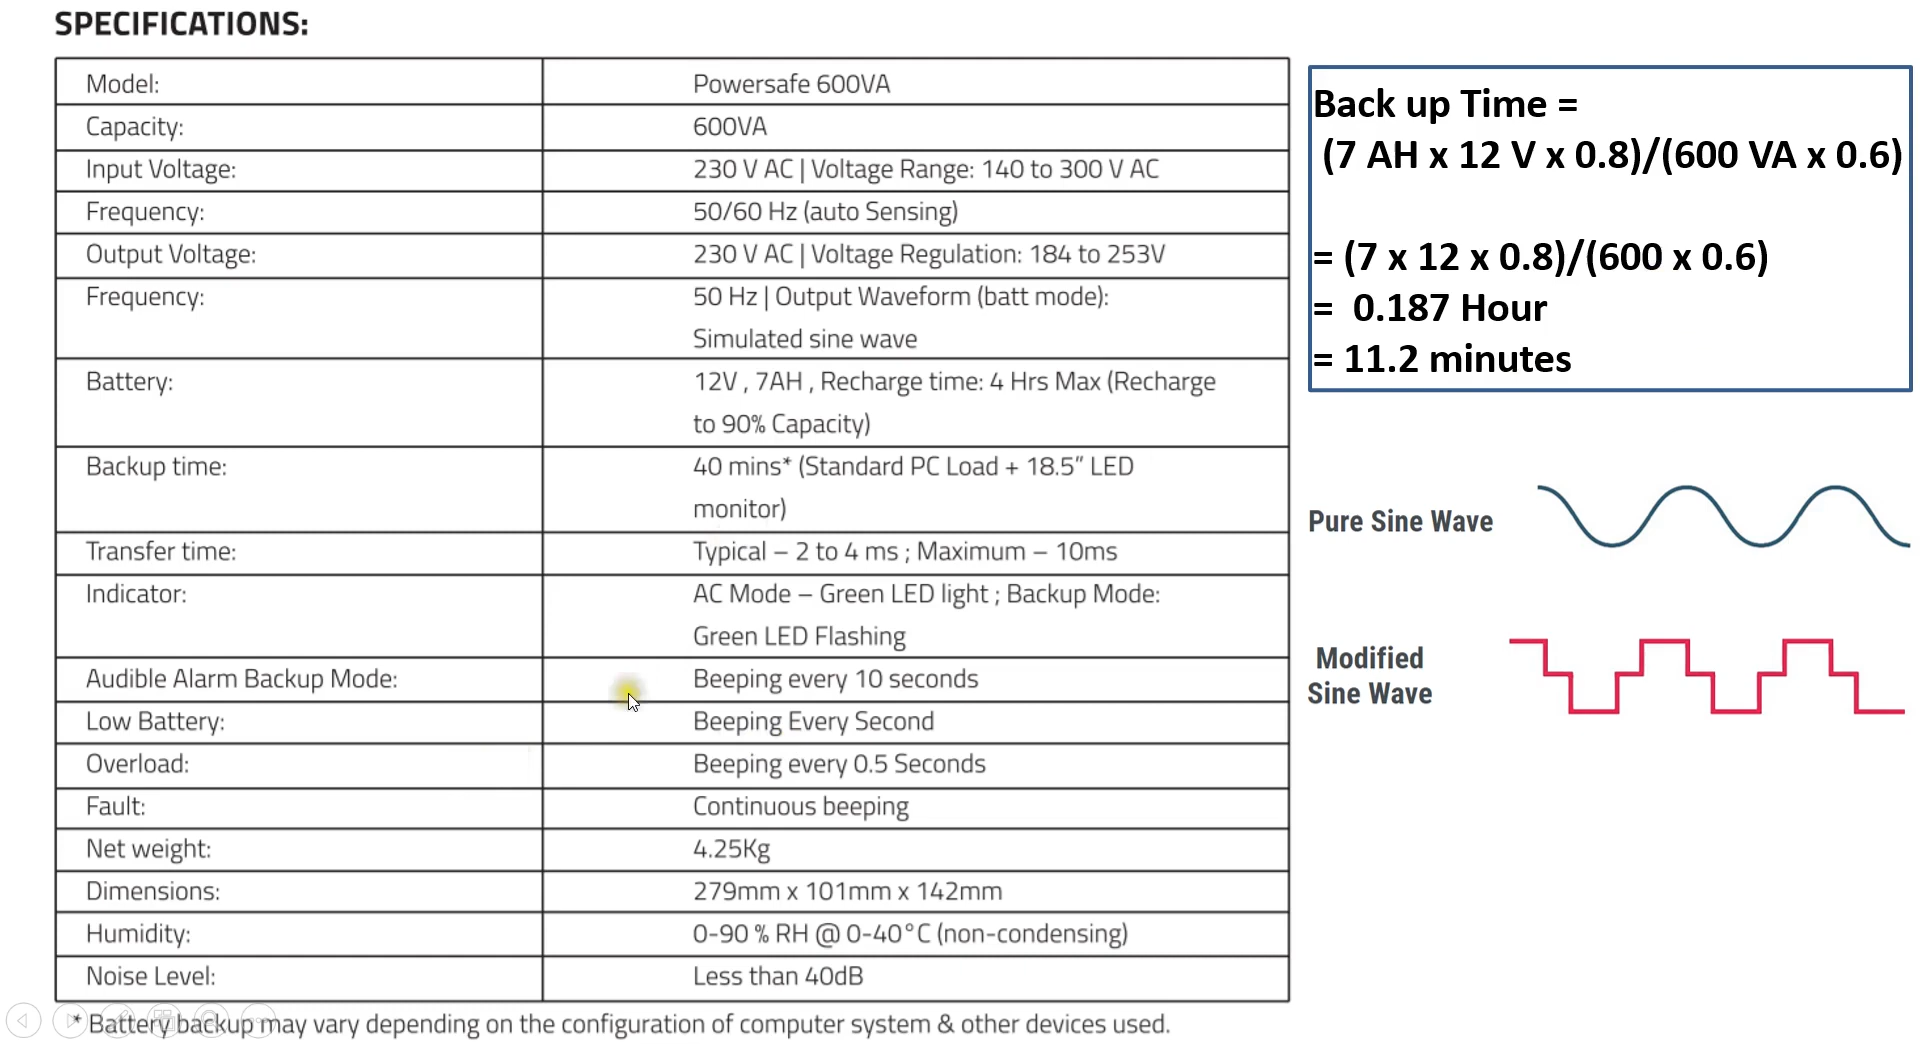 SPECIFICATIONS:
Model: Powersafe 600VA
Capacity: 600VA
Input Voltage: 230 V AC | Voltage Range: 140 to 300 V AC
Frequency: 50/60 Hz (auto Sensing)
Output Voltage: 230 V AC | Voltage Regulation: 184 to 253V
Frequency: 50 Hz | Output Waveform (batt mode):
Simulated sine wave
Battery: 12V , 7AH , Recharge time: 4 Hrs Max (Recharge
to 90% Capacity)
Backup time: 40 mins* (Standard PC Load + 18.5” LED
monitor)
Transfer time: Typical – 2 to 4 ms ; Maximum – 10ms
Indicator: AC Mode – Green LED light ; Backup Mode:
Green LED Flashing
Audible Alarm Backup Mode: Beeping every 10 seconds
Low Battery: Beeping Every Second
Overload: Beeping every 0.5 Seconds
Fault: Continuous beeping
Net weight: 4.25Kg
Dimensions: 279mm x 101mm x 142mm
Humidity: 0-90 % RH @ 0-40°C (non-condensing)
Noise Level: Less than 40dB
* Battery backup may vary depending on the configuration of computer system & other devices used.
Back up Time =
(7 AH x 12 V x 0.8)/(600 VA x 0.6)
= (7 x 12 x 0.8)/(600 x 0.6)
= 0.187 Hour
= 11.2 minutes
Pure Sine Wave
Modified
Sine Wave